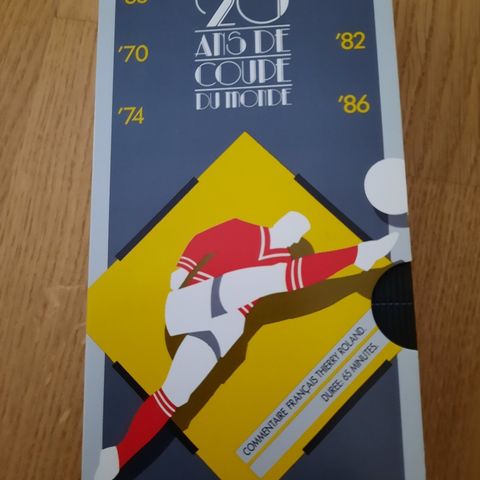 20
ANS DE
COUPE
DU MONDE
'70
'74
'82
'86
COMMENTAIRE FRANÇAIS THIERRY ROLAND.
DURÉE 65 MINUTES.